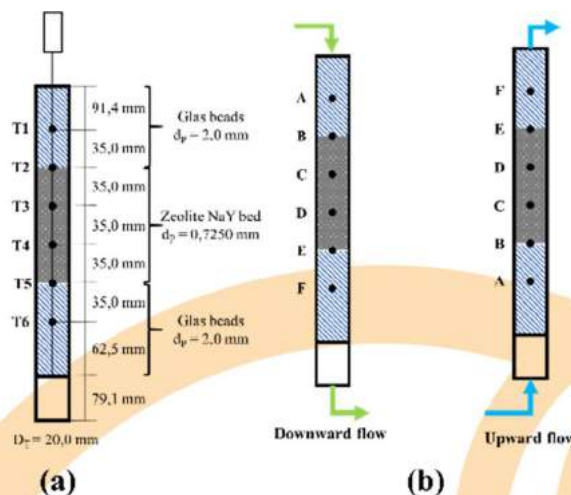 91,4 mm
Glas beads
dₚ – 2.0 mm
T1
35,0 mm
T2
35,0 mm
T3
35,0 mm
Zeolite NaY bed
d = 0,7250 mm
T4
35,0 mm
T5
35,0 mm
T6
Glas beads
dₚ – 2.0 mm
62,5 mm
79,1 mm
D = 20,0 mm
(a)
A
B
C
D
E
F
Downward flow
F
E
D
C
B
A
Upward flow
(b)